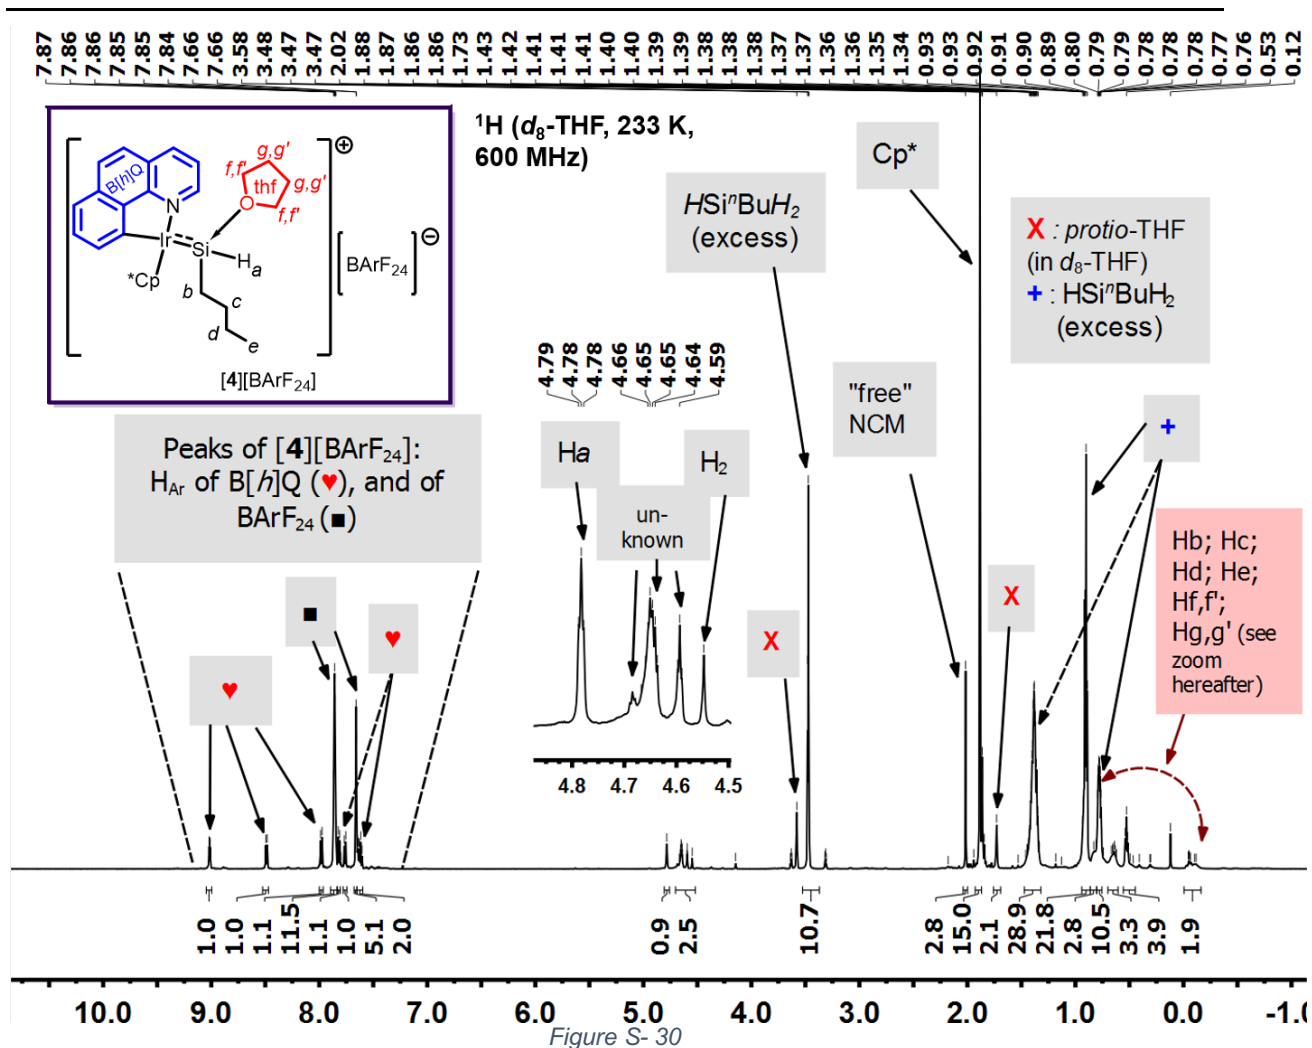 7.87 7.86 7.86 7.85 7.85 7.84 7.66 7.66 3.58 3.48 3.47 3.47 2.02 1.88 1.87 1.86 1.86 1.73 1.43 1.42 1.41 1.41 1.41 1.40 1.40 1.39 1.39 1.38 1.38 1.38 1.37 1.37 1.36 1.36 1.35 1.34 0.93 0.93 0.92 0.91 0.90 0.89 0.80 0.79 0.79 0.78 0.78 0.78 0.77 0.76 0.53 0.12
¹H (d₈-THF, 233 K,
600 MHz)
B[h]Q
N
Ir
Si
*Cp
H a
O
thf
f,f'
g,g'
g,g'
f,f'
b
c
d
e
⊕
BArF₂₄
⊖
[4][BArF₂₄]
Peaks of [4][BArF₂₄]:
H_Ar of B[h]Q (♥), and of
BArF₂₄ (■)
■
♥
♥
HSiⁿBuH₂
(excess)
Cp*
X : protio-THF
(in d₈-THF)
+ : HSiⁿBuH₂
(excess)
"free"
NCM
+
4.79 4.78 4.78 4.66 4.65 4.65 4.64 4.59
Ha
un-
known
H₂
4.8 4.7 4.6 4.5
X
X
Hb; Hc;
Hd; He;
Hf,f';
Hg,g' (see
zoom
hereafter)
1.0 1.0 1.1 11.5 1.1 1.0 5.1 2.0 0.9 2.5 10.7 2.8 15.0 2.1 28.9 21.8 2.8 10.5 3.3 3.9 1.9
10.0 9.0 8.0 7.0 6.0 5.0 4.0 3.0 2.0 1.0 0.0 -1.0
Figure S- 30